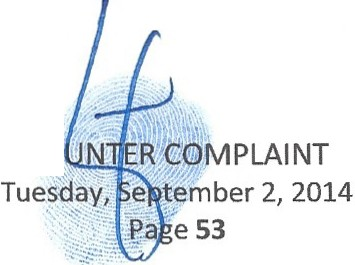 UNTER COMPLAINT
Tuesday, September 2, 2014
Page 53